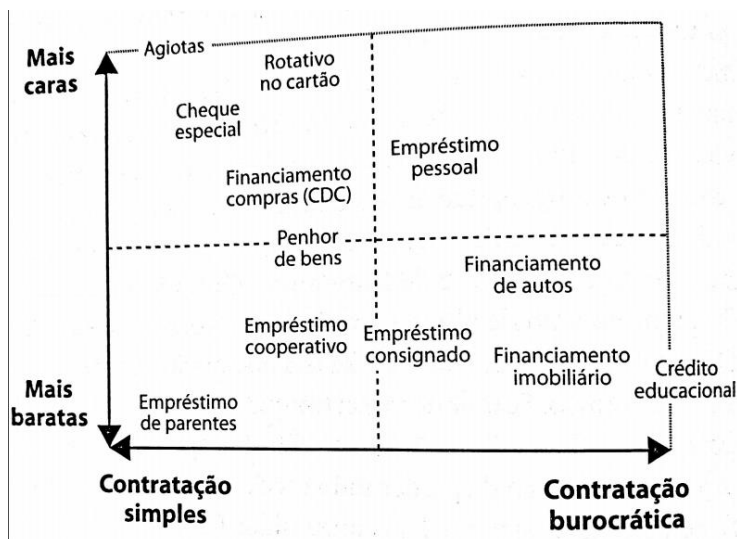 Mais
caras
Agiotas
Rotativo
no cartão
Cheque
especial
Empréstimo
pessoal
Financiamento
compras (CDC)
Penhor
de bens
Financiamento
de autos
Empréstimo
cooperativo
Empréstimo
consignado
Financiamento
imobiliário
Crédito
educacional
Mais
baratas
Empréstimo
de parentes
Contratação
simples
Contratação
burocrática